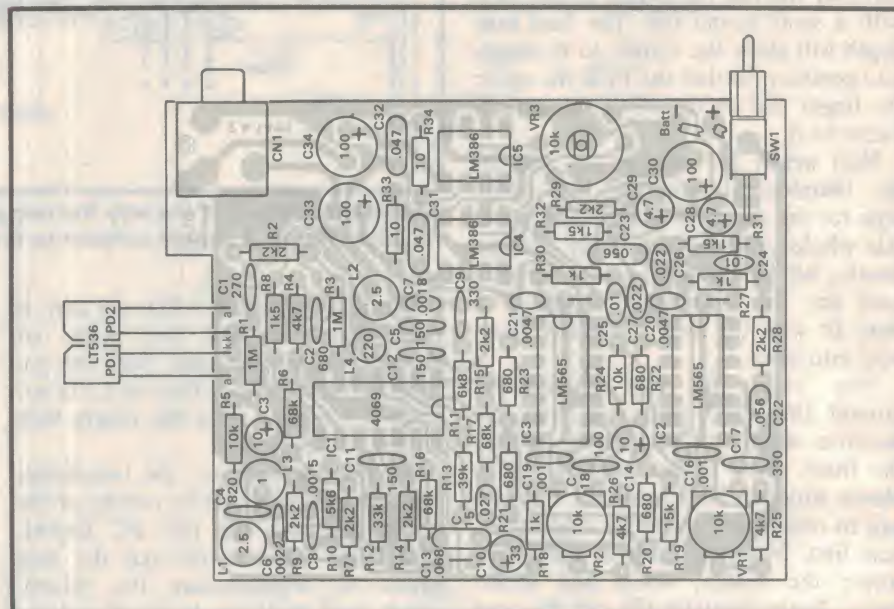 C32
C34
100
+
.047
R34
10
CN1
LM386
IC5
VR3
10k
Batt
-
+
SW1
C30
100
+
C29
4.7
+
C28
4.7
+
R29
2k2
R32
1k5
C23
.056
R30
1k
C26
.022
R31
1k5
.01
C24
1k
R27
C33
100
+
R33
10
C31
.047
LM386
IC4
R2
2k2
LT536
PD2
PD1
a
kk
a
C1
270
R8
1k5
R4
4k7
R1
1M
C2
680
R3
1M
L2
2.5
C7
.0018
C9
330
L4
220
C5
150
C12
150
C21
.0047
C25
.01
C27
.022
C20
.0047
R5
10k
C3
10
+
R6
68k
IC1
4069
R11
6k8
R15
2k2
R23
680
LM565
IC3
R24
10k
R22
680
LM565
IC2
R28
2k2
C22
.056
C4
820
L3
1
L1
2.5
C6
.0022
R9
2k2
C8
.0015
R10
5k6
R7
2k2
C11
150
R12
33k
R14
2k2
R16
68k
C13
.068
R13
39k
R17
68k
C
15
.027
C10
33
+
R21
680
C19
.001
C
18
100
C14
10
+
C16
.001
C17
330
R18
1k
VR2
10k
R26
4k7
R20
680
R19
15k
VR1
10k
R25
4k7